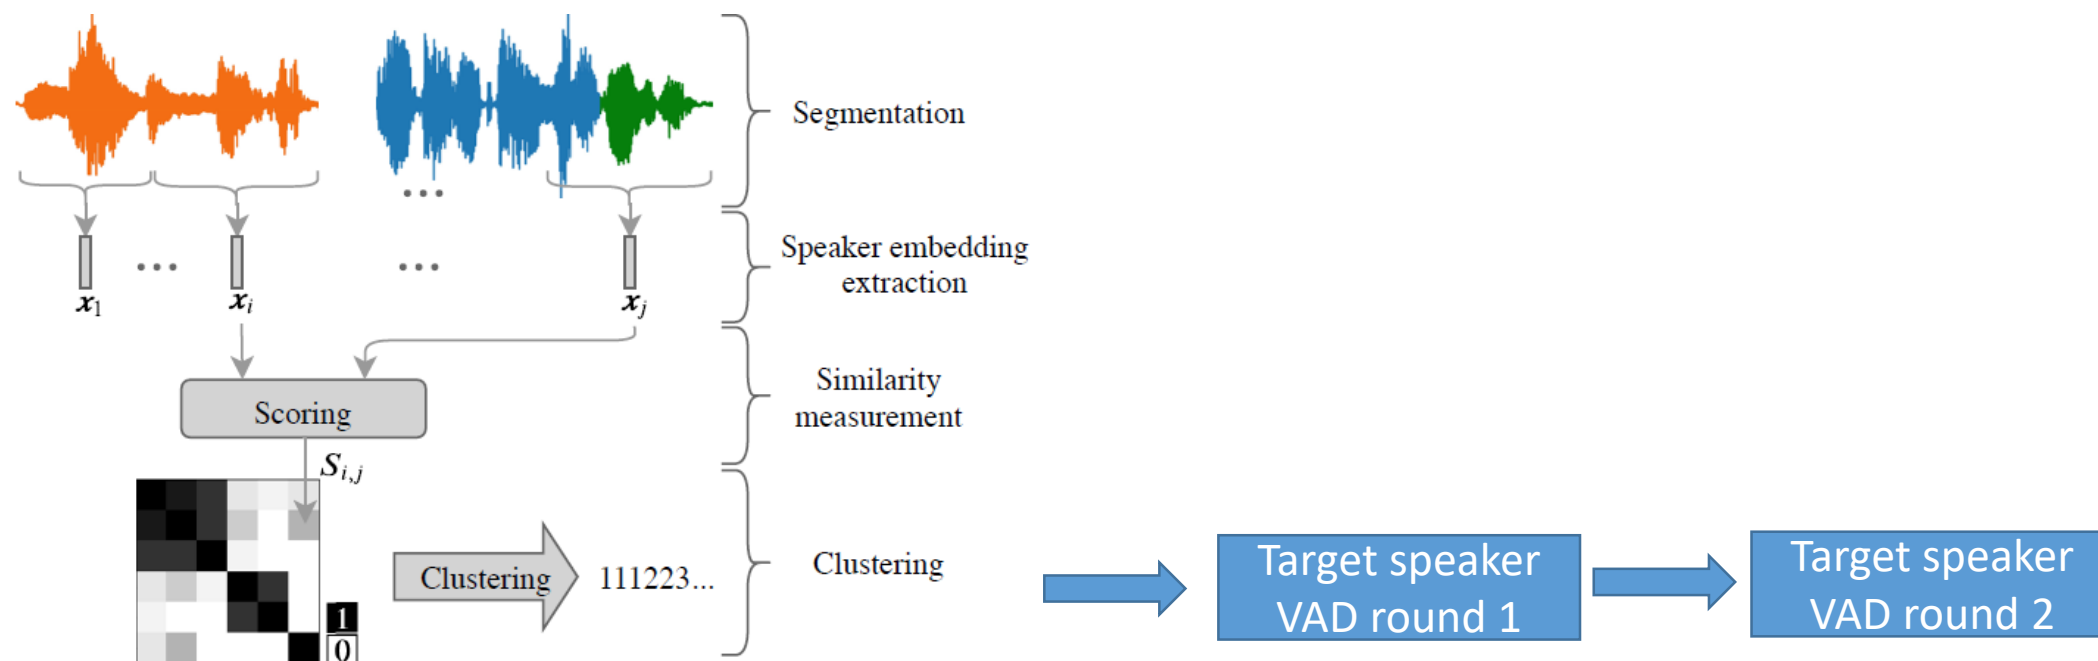 Segmentation
...
... ...
x1 xi xj
Speaker embedding
extraction
Scoring
Similarity
measurement
Si,j
1
0
Clustering
111223...
Clustering
Target speaker
VAD round 1
Target speaker
VAD round 2